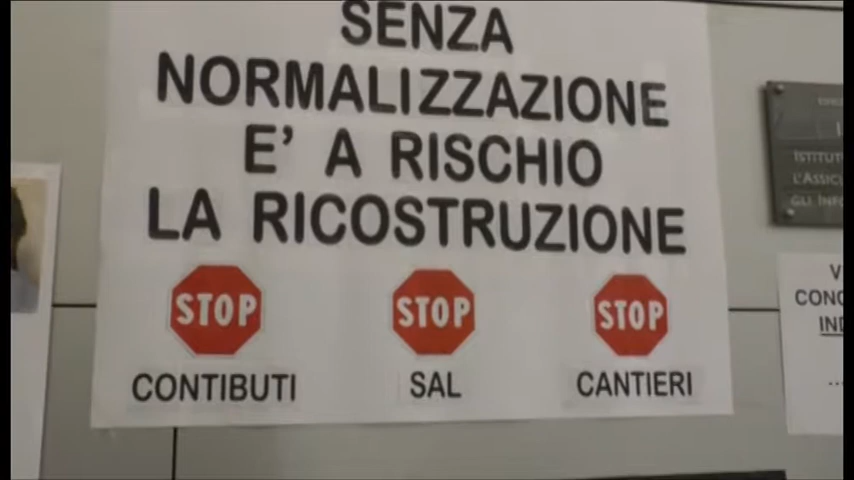 SENZA
NORMALIZZAZIONE
E' A RISCHIO
LA RICOSTRUZIONE
STOP STOP STOP
CONTIBUTI SAL CANTIERI